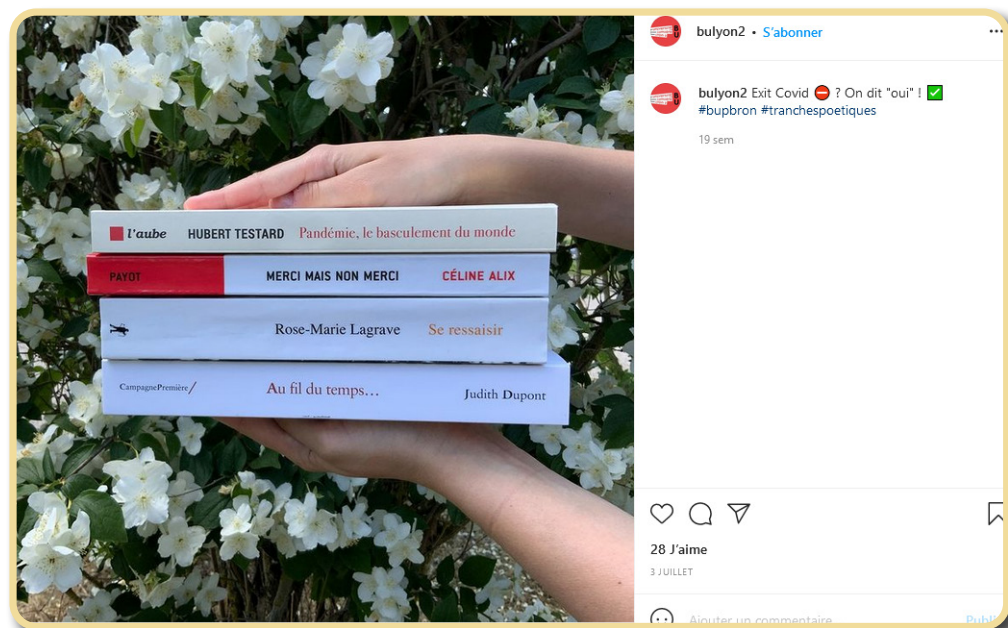 l'aube HUBERT TESTARD Pandémie, le basculement du monde
PAYOT MERCI MAIS NON MERCI CÉLINE ALIX
Rose-Marie Lagrave Se ressaisir
CampagnePremière/ Au fil du temps... Judith Dupont
bulyon2 • S'abonner
bulyon2 Exit Covid ⛔ ? On dit "oui" ! ✅
#bupbron #tranchespoetiques
19 sem
28 J'aime
3 JUILLET
Ajouter un commentaire